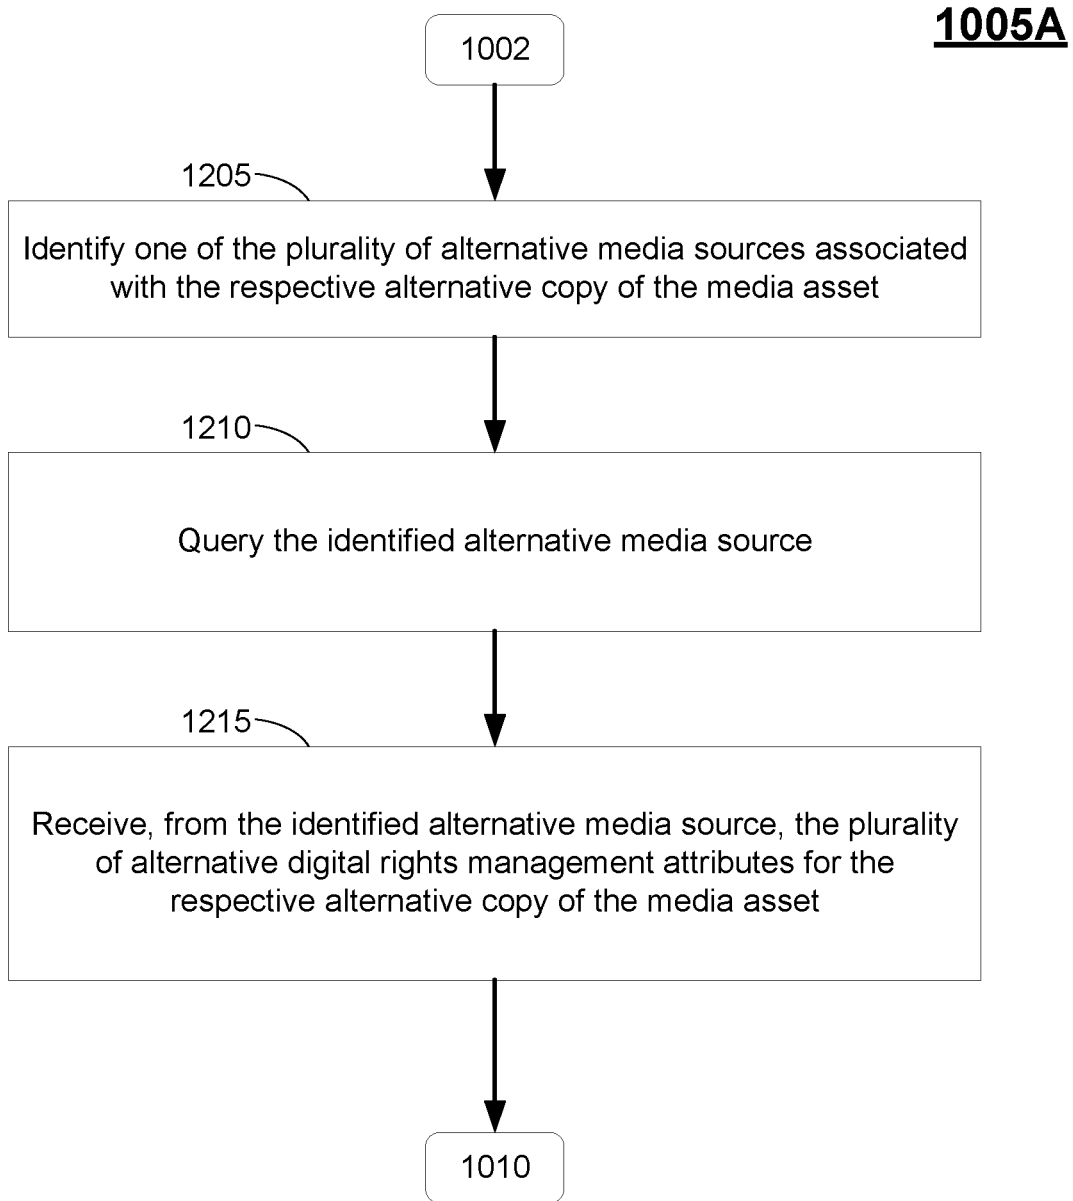 1005A
1002
1205
Identify one of the plurality of alternative media sources associated
with the respective alternative copy of the media asset
1210
Query the identified alternative media source
1215
Receive, from the identified alternative media source, the plurality
of alternative digital rights management attributes for the
respective alternative copy of the media asset
1010